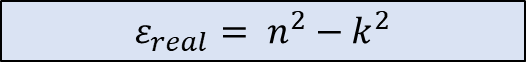 ε_real = n² − k²